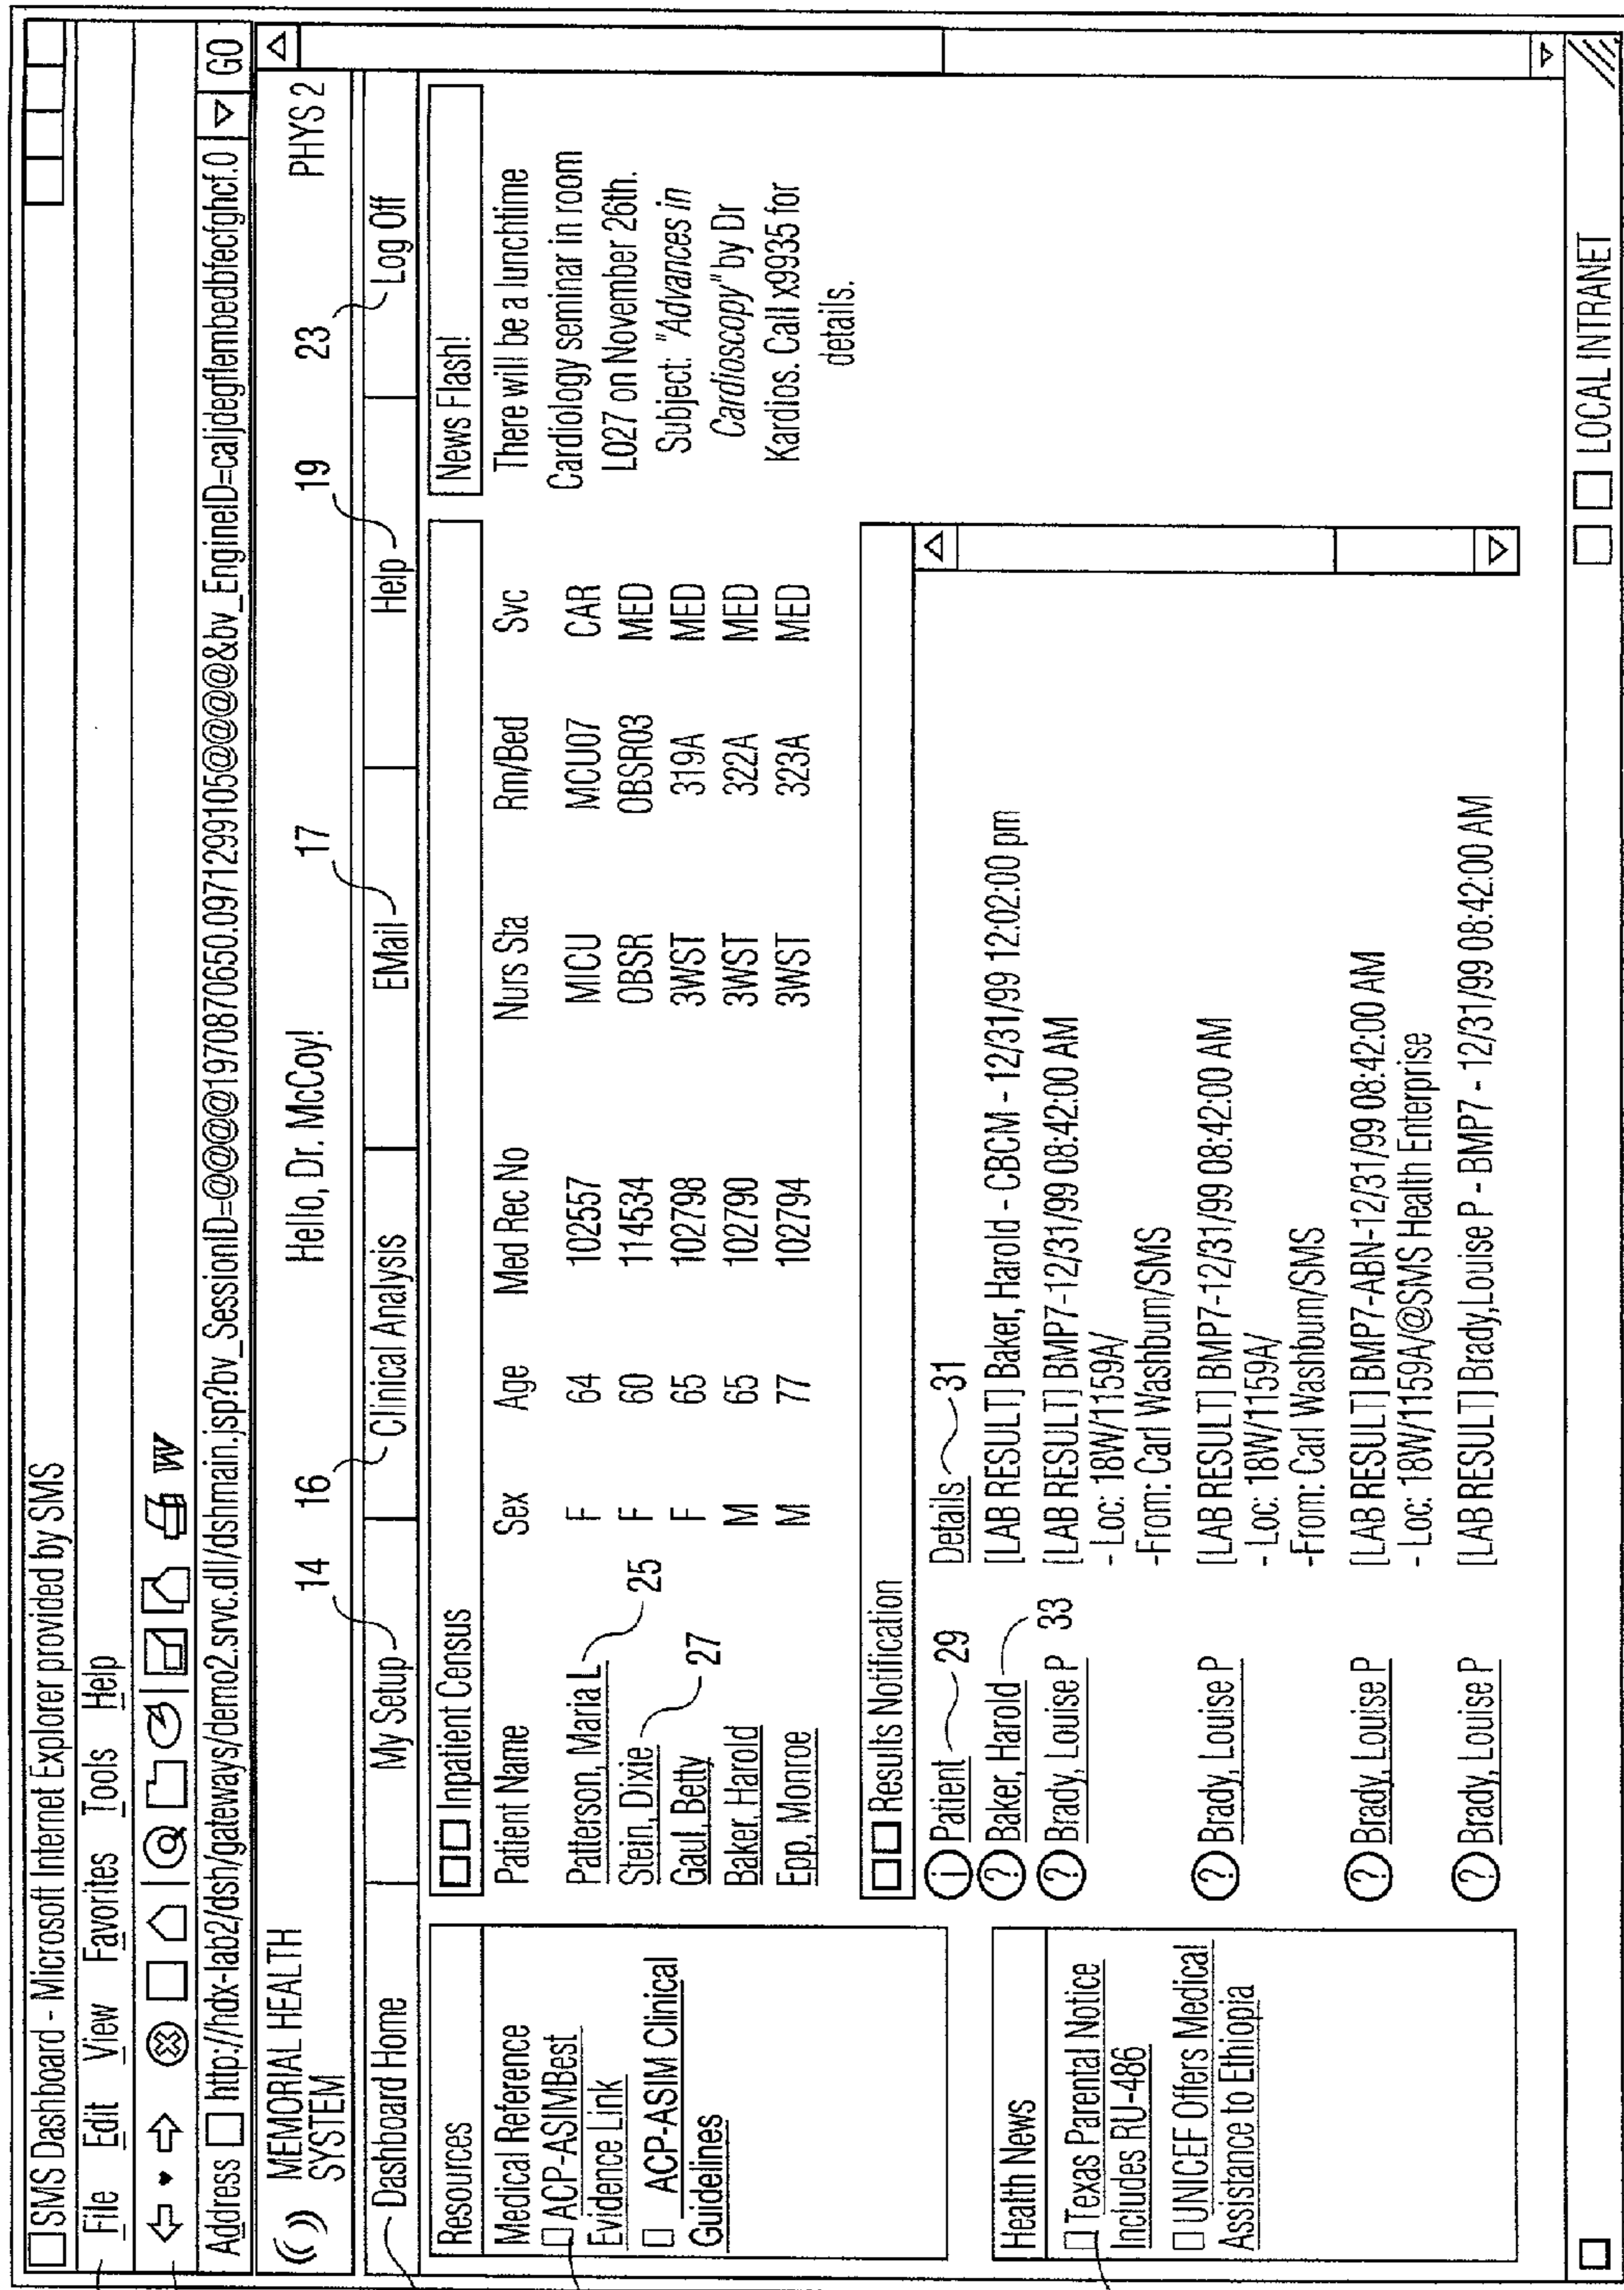 SMS Dashboard - Microsoft Internet Explorer provided by SMS
File Edit View Favorites Tools Help
W
Address http://hdx-lab2/dsh/gateways/demo2.srvc.dll/dshmain.jsp?bv_SessionID=@@@@1970870650.0971299105@@@@&bv_EngineID=caljdegflembedbfecfghcf.0 GO
MEMORIAL HEALTH
SYSTEM
Hello, Dr. McCoy!
PHYS 2
14 16 17 19 23
Dashboard Home My Setup Clinical Analysis EMail Help Log Off
Resources
Medical Reference
ACP-ASIMBest
Evidence Link
ACP-ASIM Clinical
Guidelines
Health News
Texas Parental Notice
Includes RU-486
UNICEF Offers Medical
Assistance to Ethiopia
Inpatient Census
Patient Name Sex Age Med Rec No Nurs Sta Rm/Bed Svc
Patterson, Maria L F 64 102557 MICU MCU07 CAR
25
Stein, Dixie F 60 114534 OBSR OBSR03 MED
27
Gaul, Betty F 65 102798 3WST 319A MED
Baker, Harold M 65 102790 3WST 322A MED
Epp, Monroe M 77 102794 3WST 323A MED
Results Notification
i Patient 29 Details 31
? Baker, Harold 33 [LAB RESULT] Baker, Harold - CBCM - 12/31/99 12:02:00 pm
? Brady, Louise P [LAB RESULT] BMP7-12/31/99 08:42:00 AM
- Loc: 18W/1159A/
-From: Carl Washburn/SMS
? Brady, Louise P [LAB RESULT] BMP7-12/31/99 08:42:00 AM
- Loc: 18W/1159A/
-From: Carl Washburn/SMS
? Brady, Louise P [LAB RESULT] BMP7-ABN-12/31/99 08:42:00 AM
- Loc: 18W/1159A/@SMS Health Enterprise
? Brady, Louise P [LAB RESULT] Brady,Louise P - BMP7 - 12/31/99 08:42:00 AM
News Flash!
There will be a lunchtime
Cardiology seminar in room
L027 on November 26th.
Subject: "Advances in
Cardioscopy" by Dr
Kardios. Call x9935 for
details.
LOCAL INTRANET